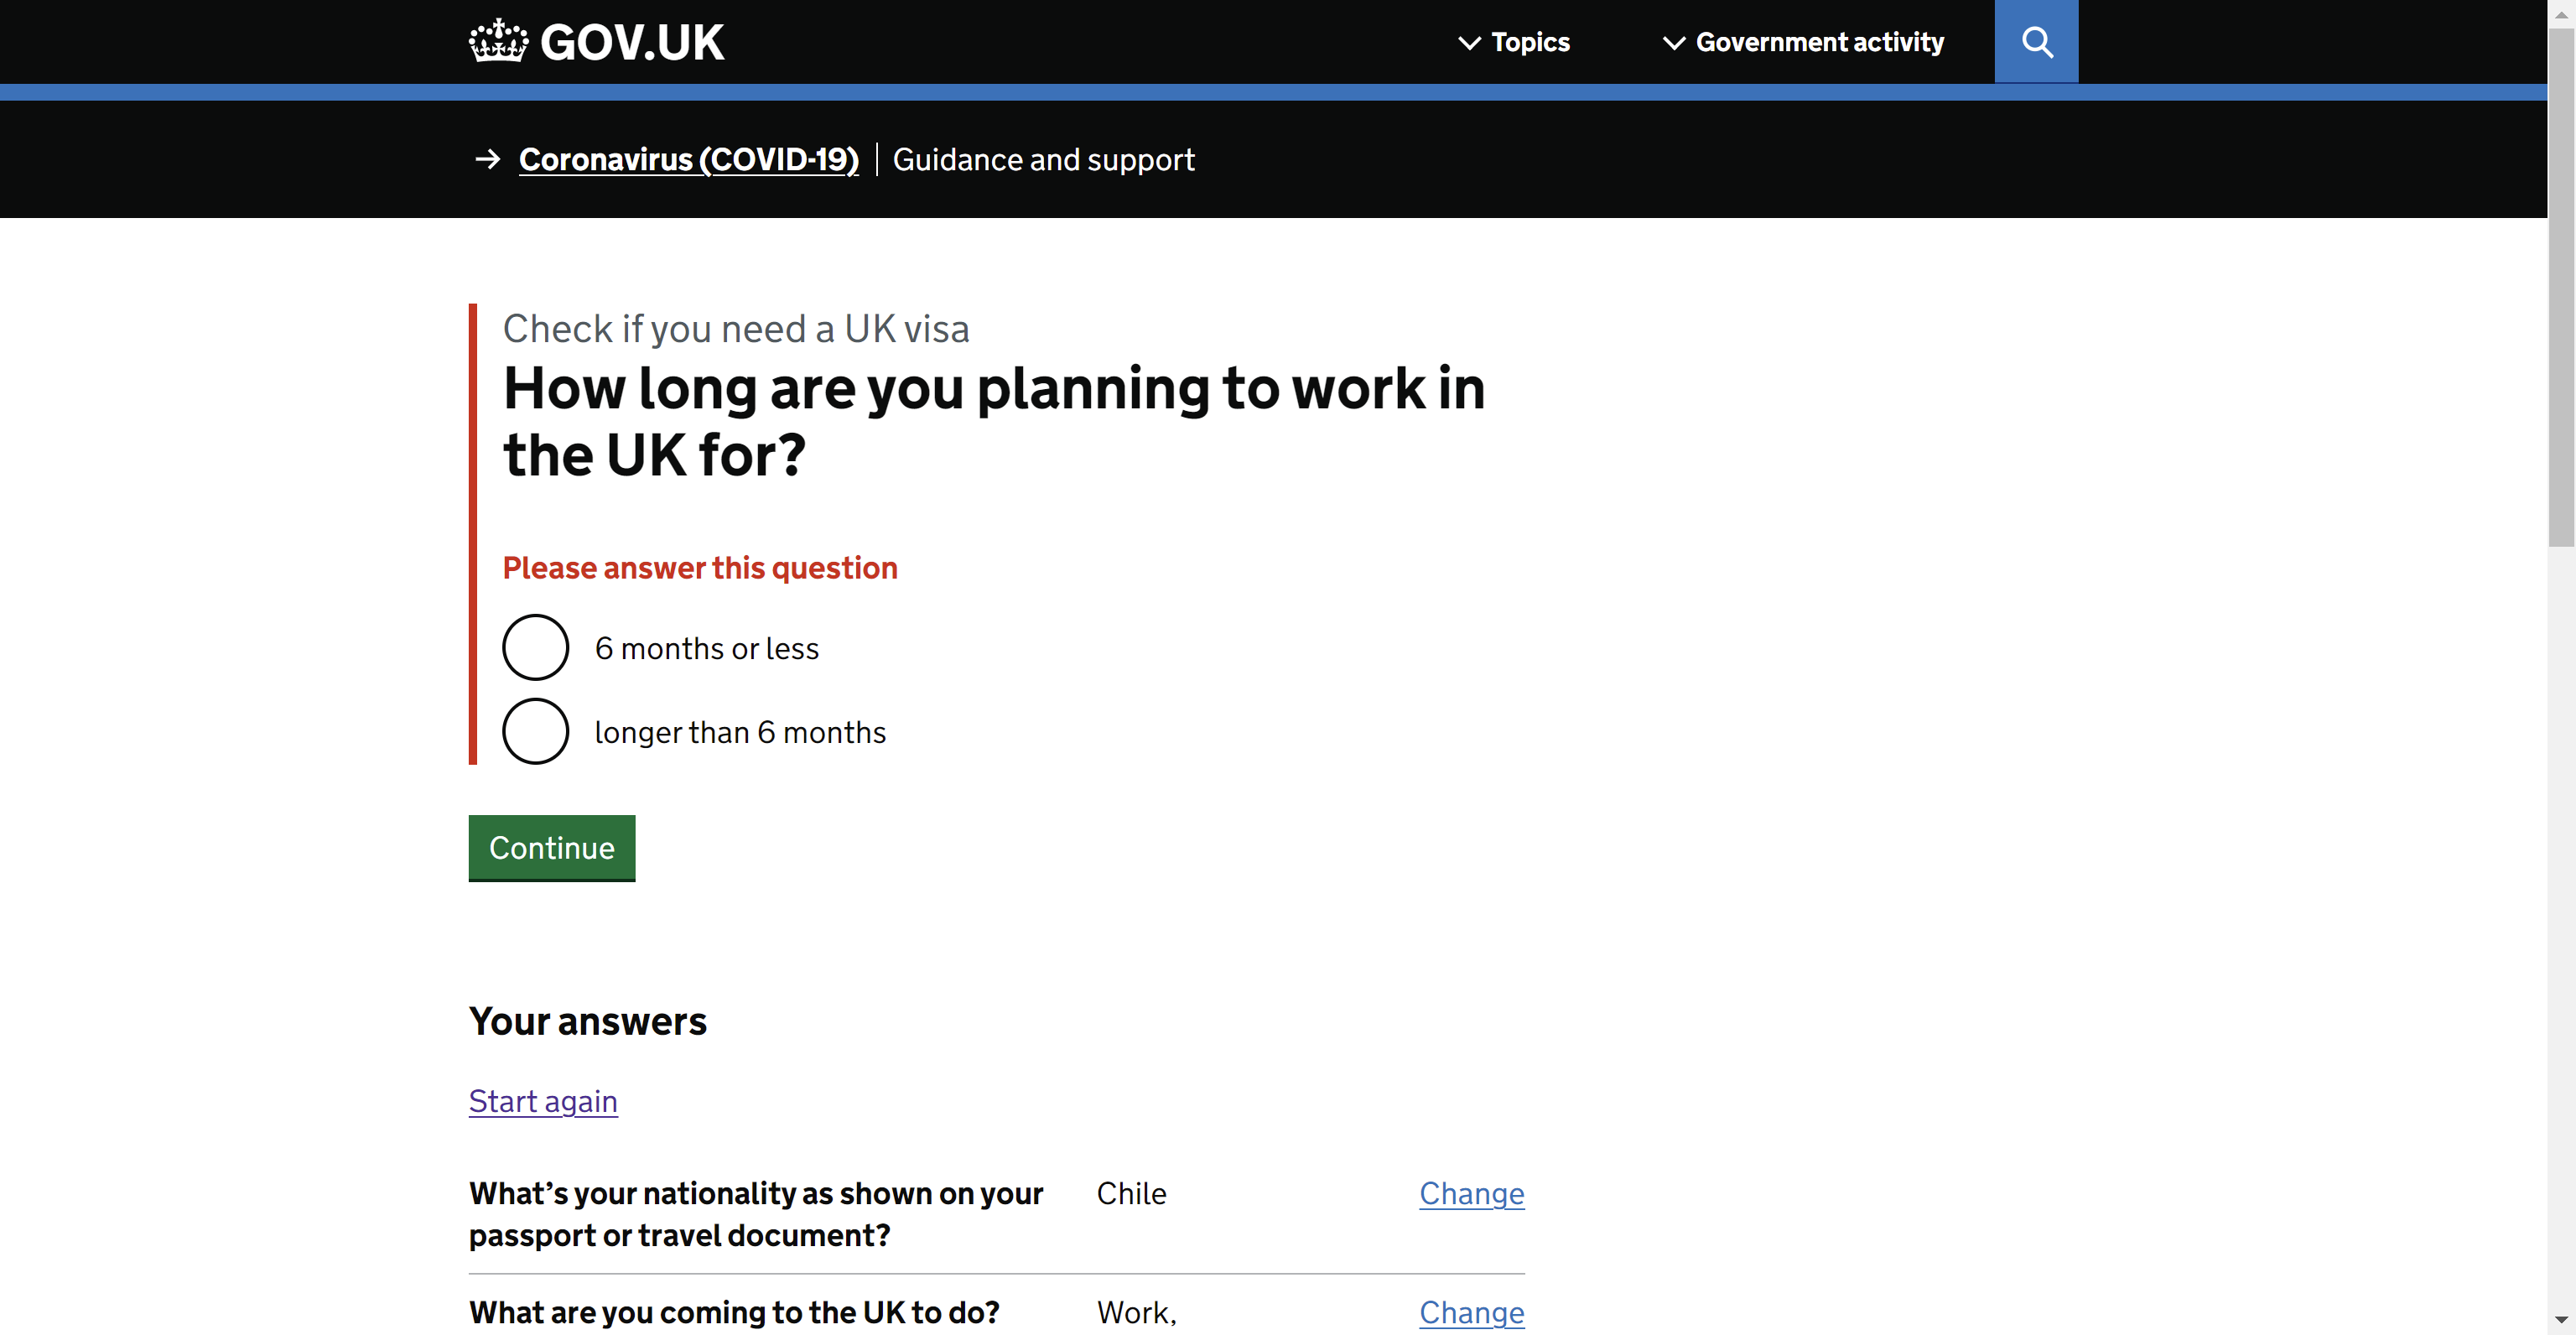 GOV.UK
Topics
Government activity
Coronavirus (COVID-19)
Guidance and support
Check if you need a UK visa
How long are you planning to work in
the UK for?
Please answer this question
6 months or less
longer than 6 months
Continue
Your answers
Start again
What’s your nationality as shown on your
passport or travel document?
Chile
Change
What are you coming to the UK to do?
Work,
Change